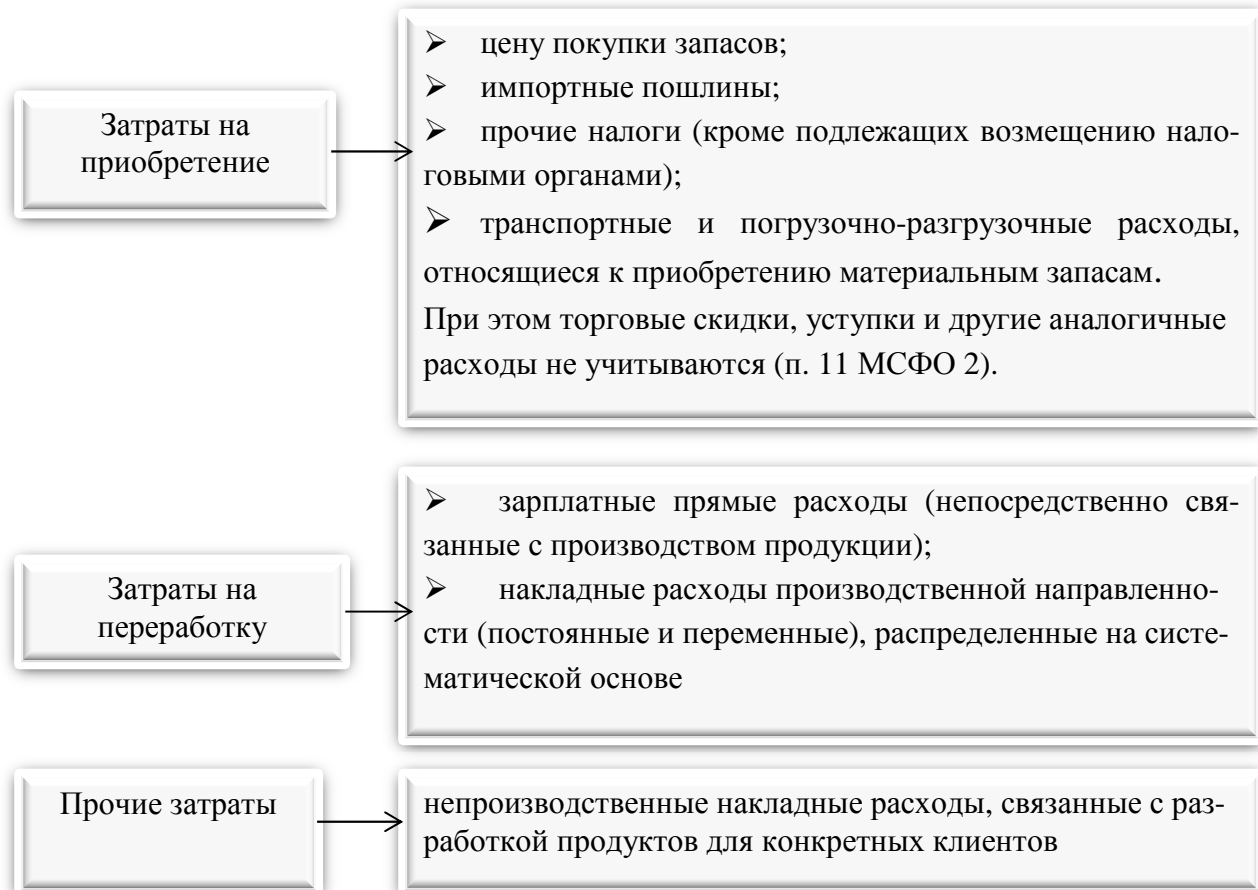 Затраты на
приобретение
➢ цену покупки запасов;
➢ импортные пошлины;
➢ прочие налоги (кроме подлежащих возмещению нало-
говыми органами);
➢ транспортные и погрузочно-разгрузочные расходы,
относящиеся к приобретению материальным запасам.
При этом торговые скидки, уступки и другие аналогичные
расходы не учитываются (п. 11 МСФО 2).
Затраты на
переработку
➢ зарплатные прямые расходы (непосредственно свя-
занные с производством продукции);
➢ накладные расходы производственной направленно-
сти (постоянные и переменные), распределенные на систе-
матической основе
Прочие затраты
непроизводственные накладные расходы, связанные с раз-
работкой продуктов для конкретных клиентов